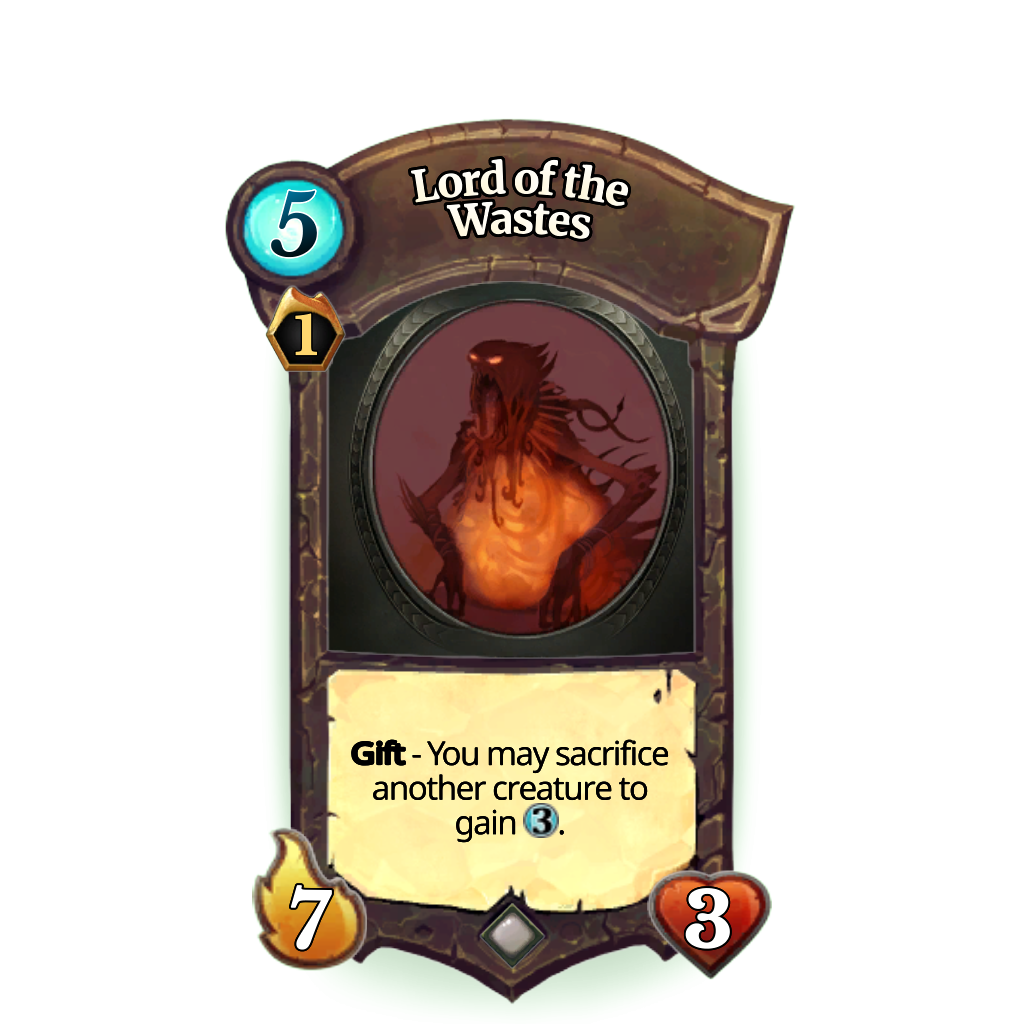 Lord of the
Wastes
5
1
Gift - You may sacrifice
another creature to
gain 3.
7
3